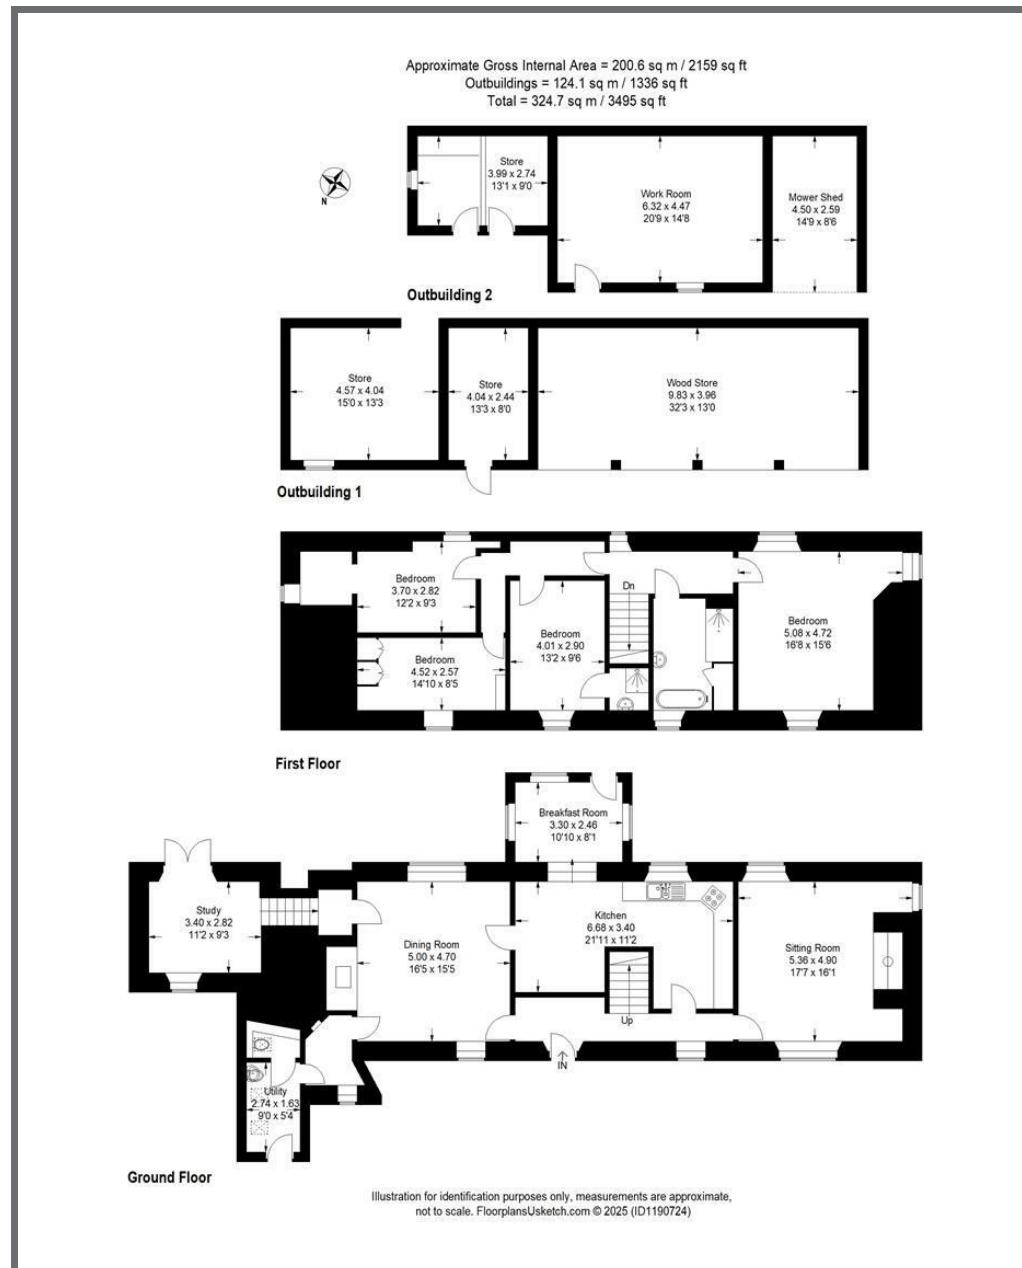 Approximate Gross Internal Area = 200.6 sq m / 2159 sq ft
Outbuildings = 124.1 sq m / 1336 sq ft
Total = 324.7 sq m / 3495 sq ft
N
Store
3.99 x 2.74
13'1 x 9'0
Work Room
6.32 x 4.47
20'9 x 14'8
Mower Shed
4.50 x 2.59
14'9 x 8'6
Outbuilding 2
Store
4.57 x 4.04
15'0 x 13'3
Store
4.04 x 2.44
13'3 x 8'0
Wood Store
9.83 x 3.96
32'3 x 13'0
Outbuilding 1
Bedroom
3.70 x 2.82
12'2 x 9'3
Bedroom
4.52 x 2.57
14'10 x 8'5
Bedroom
4.01 x 2.90
13'2 x 9'6
Dn
Bedroom
5.08 x 4.72
16'8 x 15'6
First Floor
Breakfast Room
3.30 x 2.46
10'10 x 8'1
Study
3.40 x 2.82
11'2 x 9'3
Dining Room
5.00 x 4.70
16'5 x 15'5
Kitchen
6.68 x 3.40
21'11 x 11'2
Sitting Room
5.36 x 4.90
17'7 x 16'1
Up
IN
Utility
2.74 x 1.63
9'0 x 5'4
Ground Floor
Illustration for identification purposes only, measurements are approximate,
not to scale. FloorplansUsketch.com © 2025 (ID1190724)